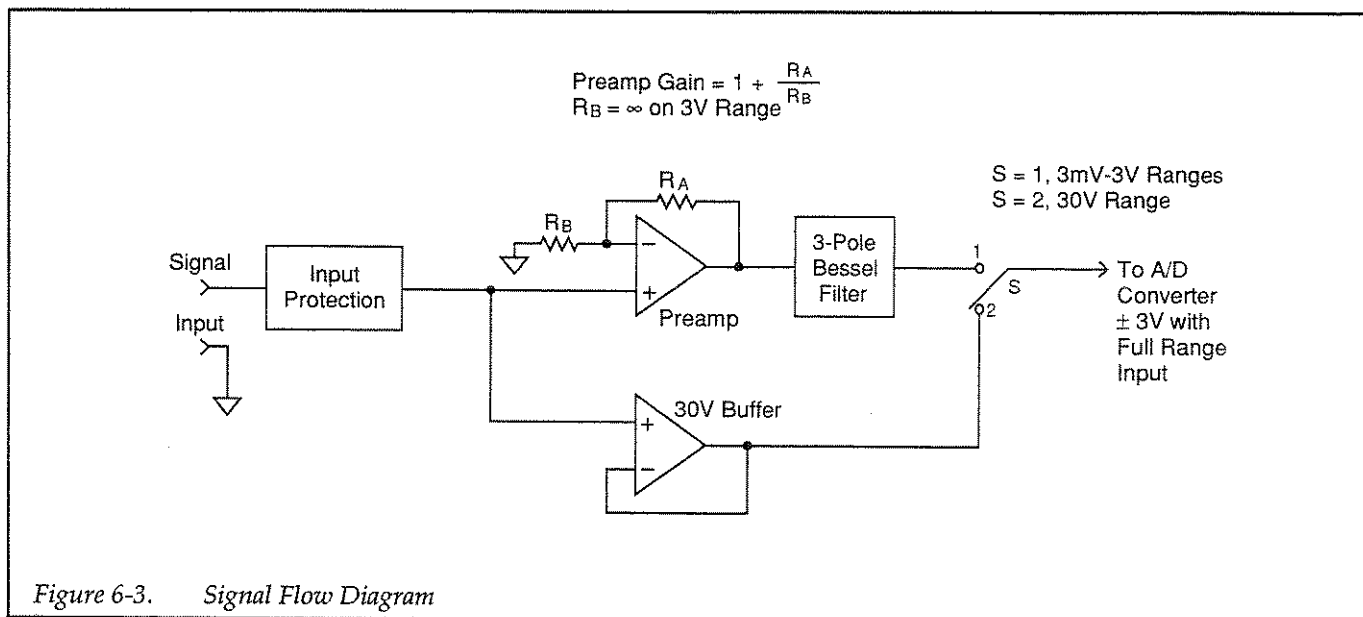 Preamp Gain = 1 + RA/RB
RB = ∞ on 3V Range
S = 1, 3mV-3V Ranges
S = 2, 30V Range
RA
RB
−
+
Preamp
Signal
Input
Input
Protection
3-Pole
Bessel
Filter
1
S
2
To A/D
Converter
± 3V with
Full Range
Input
30V Buffer
+
−
Figure 6-3. Signal Flow Diagram